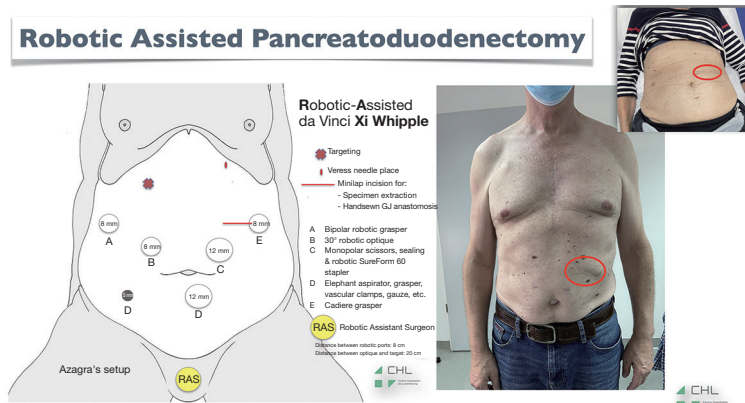 Robotic Assisted Pancreatoduodenectomy
Robotic-Assisted
da Vinci Xi Whipple
Targeting
Veress needle place
Minilap incision for:
- Specimen extraction
- Handsewn GJ anastomosis
8 mm
A
8 mm
B
12 mm
C
8 mm
E
5 mm
D
12 mm
D
A Bipolar robotic grasper
B 30° robotic optique
C Monopolar scissors, sealing
& robotic SureForm 60
stapler
D Elephant aspirator, grasper,
vascular clamps, gauze, etc.
E Cadiere grasper
RAS Robotic Assistant Surgeon
Distance between robotic ports: 8 cm
Distance between optique and target: 20 cm
Azagra's setup
RAS
CHL
CHL